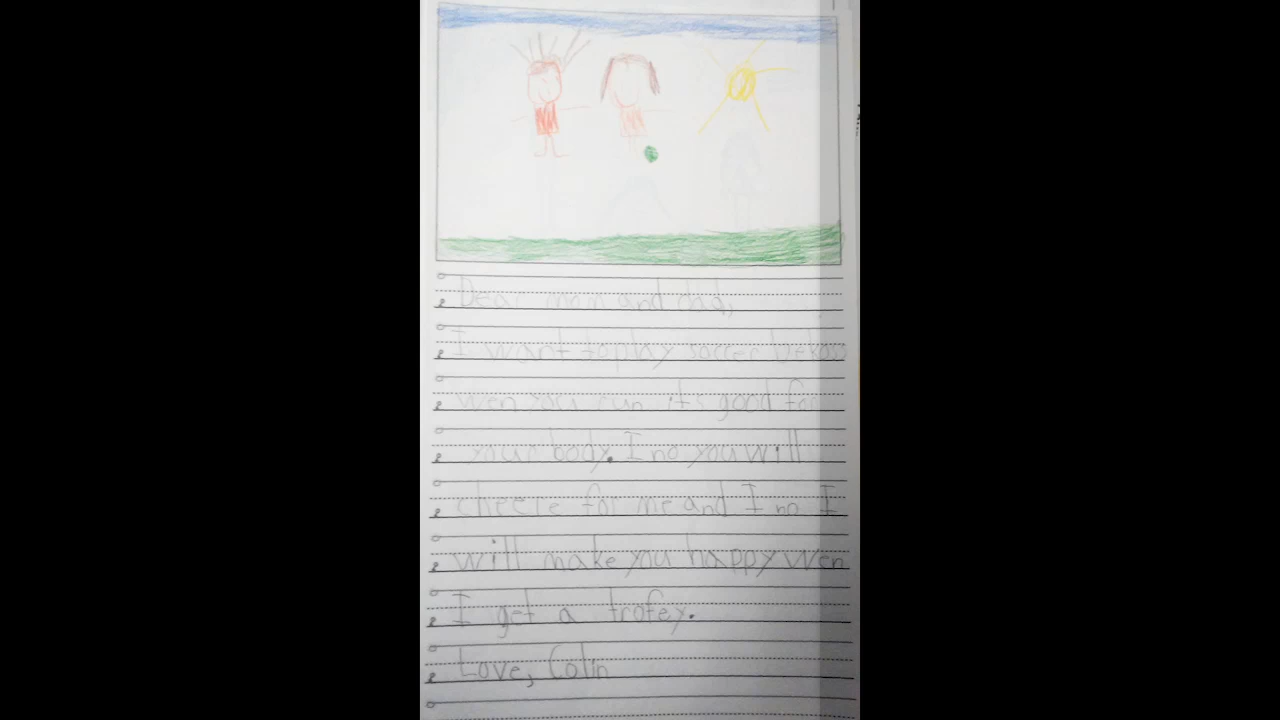 Dear mom and dad,
I want to play soccer bekos
wen you run it's good for
your body. I no you will
cheere for me and I no I
will make you happy wen
I get a trofey.
Love, Colin